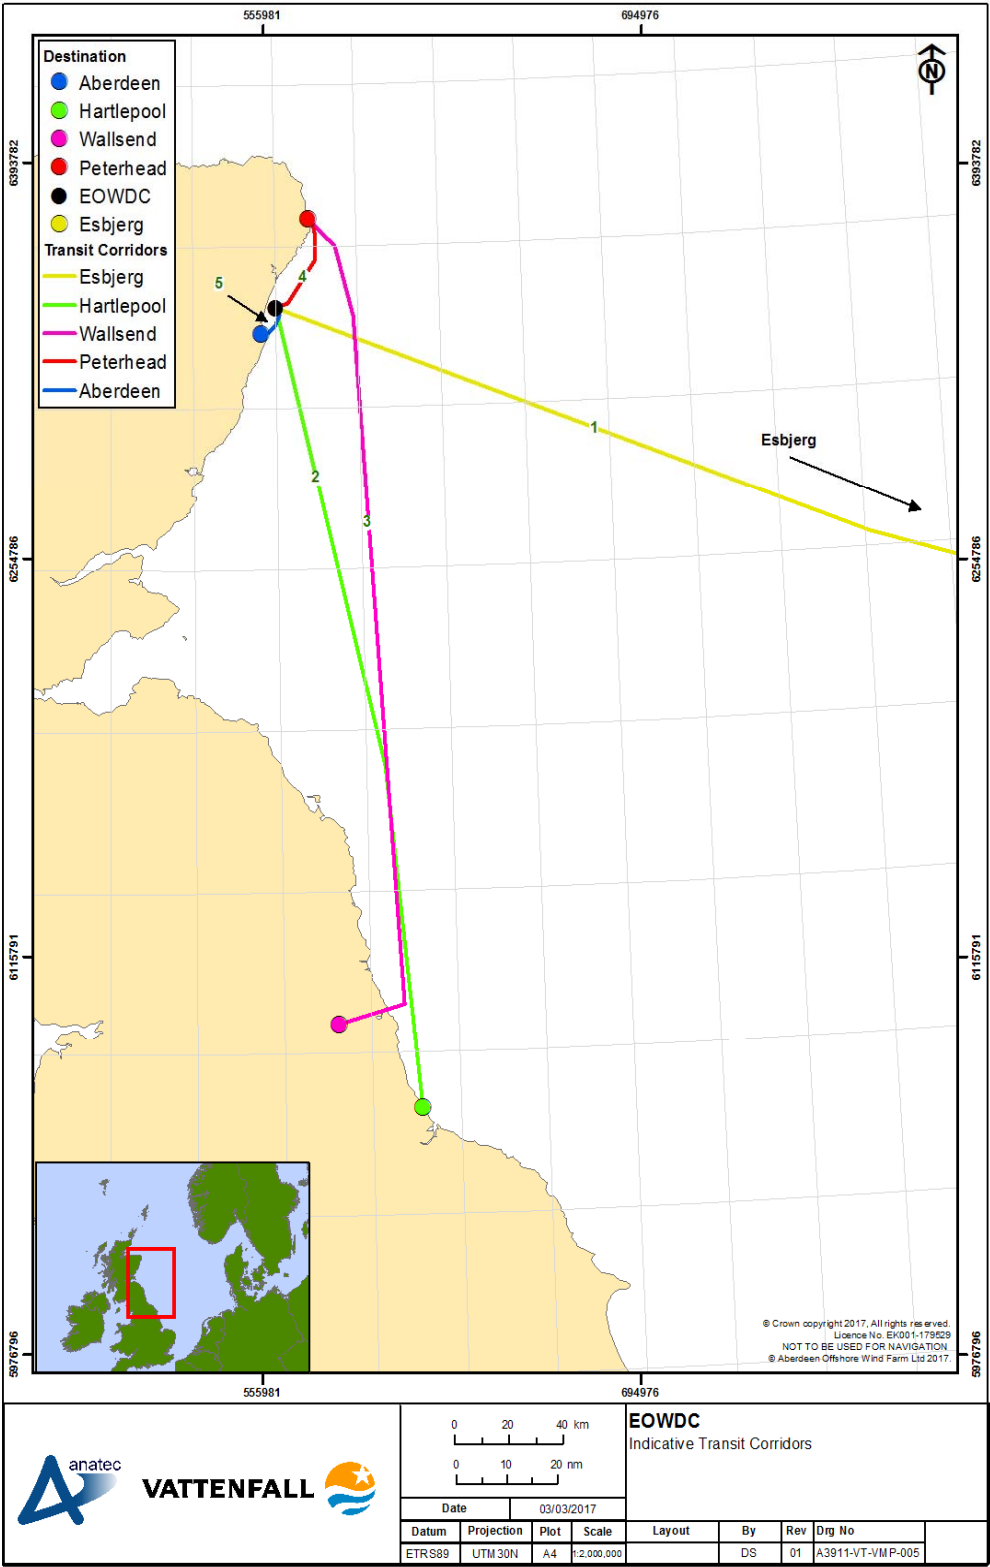 555981
694976
Destination
Aberdeen
Hartlepool
Wallsend
Peterhead
EOWDC
Esbjerg
Transit Corridors
Esbjerg
Hartlepool
Wallsend
Peterhead
Aberdeen
N
6393782
6393782
4
5
1
Esbjerg
2
3
6254786
6254786
6115791
6115791
5976796
© Crown copyright 2017, All rights reserved.
Licence No. EK001-179529
NOT TO BE USED FOR NAVIGATION
© Aberdeen Offshore Wind Farm Ltd 2017.
5976796
555981
694976
anatec
VATTENFALL
0 20 40 km
0 10 20 nm
EOWDC
Indicative Transit Corridors
Date 03/03/2017
Datum Projection Plot Scale Layout By Rev Drg No
ETRS89 UTM30N A4 1:2,000,000 DS 01 A3911-VT-VMP-005